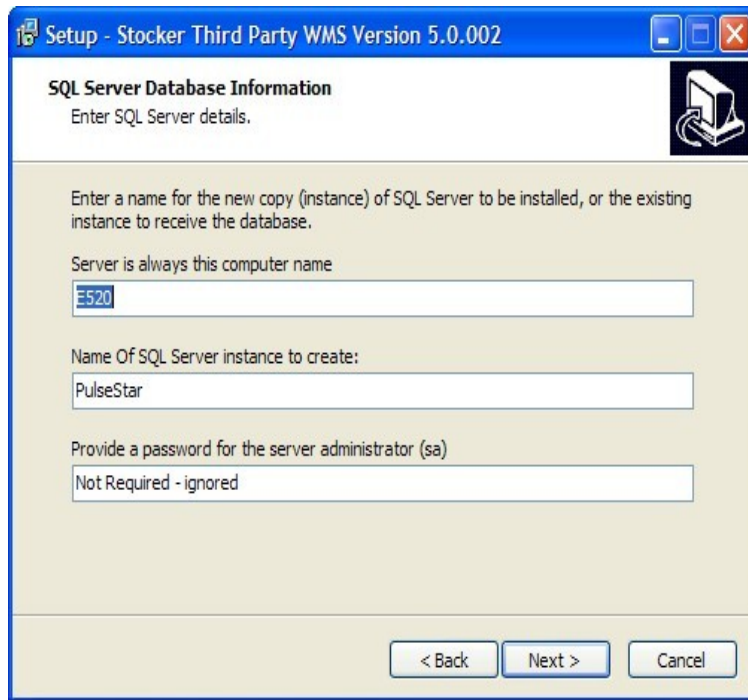 Setup - Stocker Third Party WMS Version 5.0.002
SQL Server Database Information
Enter SQL Server details.
Enter a name for the new copy (instance) of SQL Server to be installed, or the existing
instance to receive the database.
Server is always this computer name
E520
Name Of SQL Server instance to create:
PulseStar
Provide a password for the server administrator (sa)
Not Required - ignored
< Back
Next >
Cancel